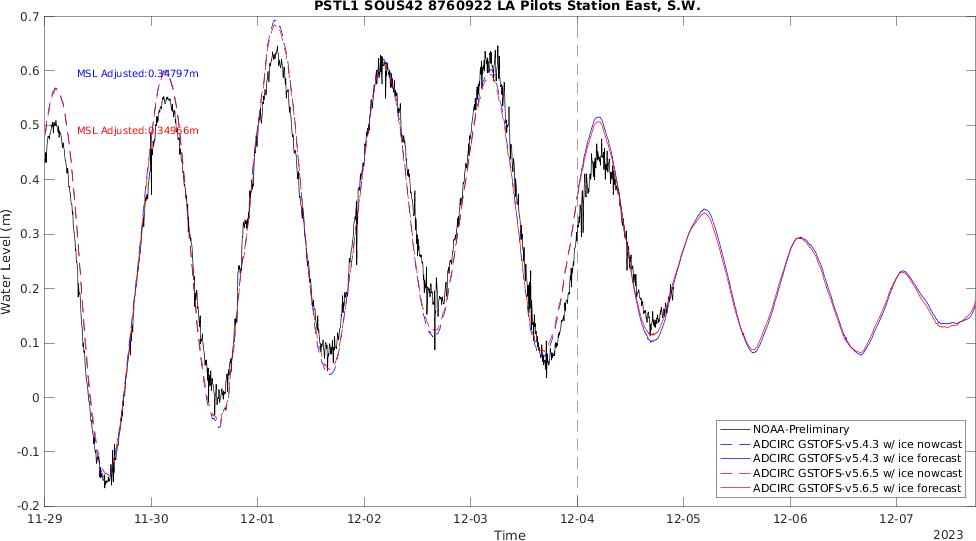 PSTL1 SOUS42 8760922 LA Pilots Station East, S.W.
0.7
0.6
0.5
0.4
0.3
0.2
0.1
0
-0.1
-0.2
Water Level (m)
MSL Adjusted:0.34797m
MSL Adjusted:0.34966m
NOAA-Preliminary
ADCIRC GSTOFS-v5.4.3 w/ ice nowcast
ADCIRC GSTOFS-v5.4.3 w/ ice forecast
ADCIRC GSTOFS-v5.6.5 w/ ice nowcast
ADCIRC GSTOFS-v5.6.5 w/ ice forecast
11-29 11-30 12-01 12-02 12-03 12-04 12-05 12-06 12-07
Time
2023